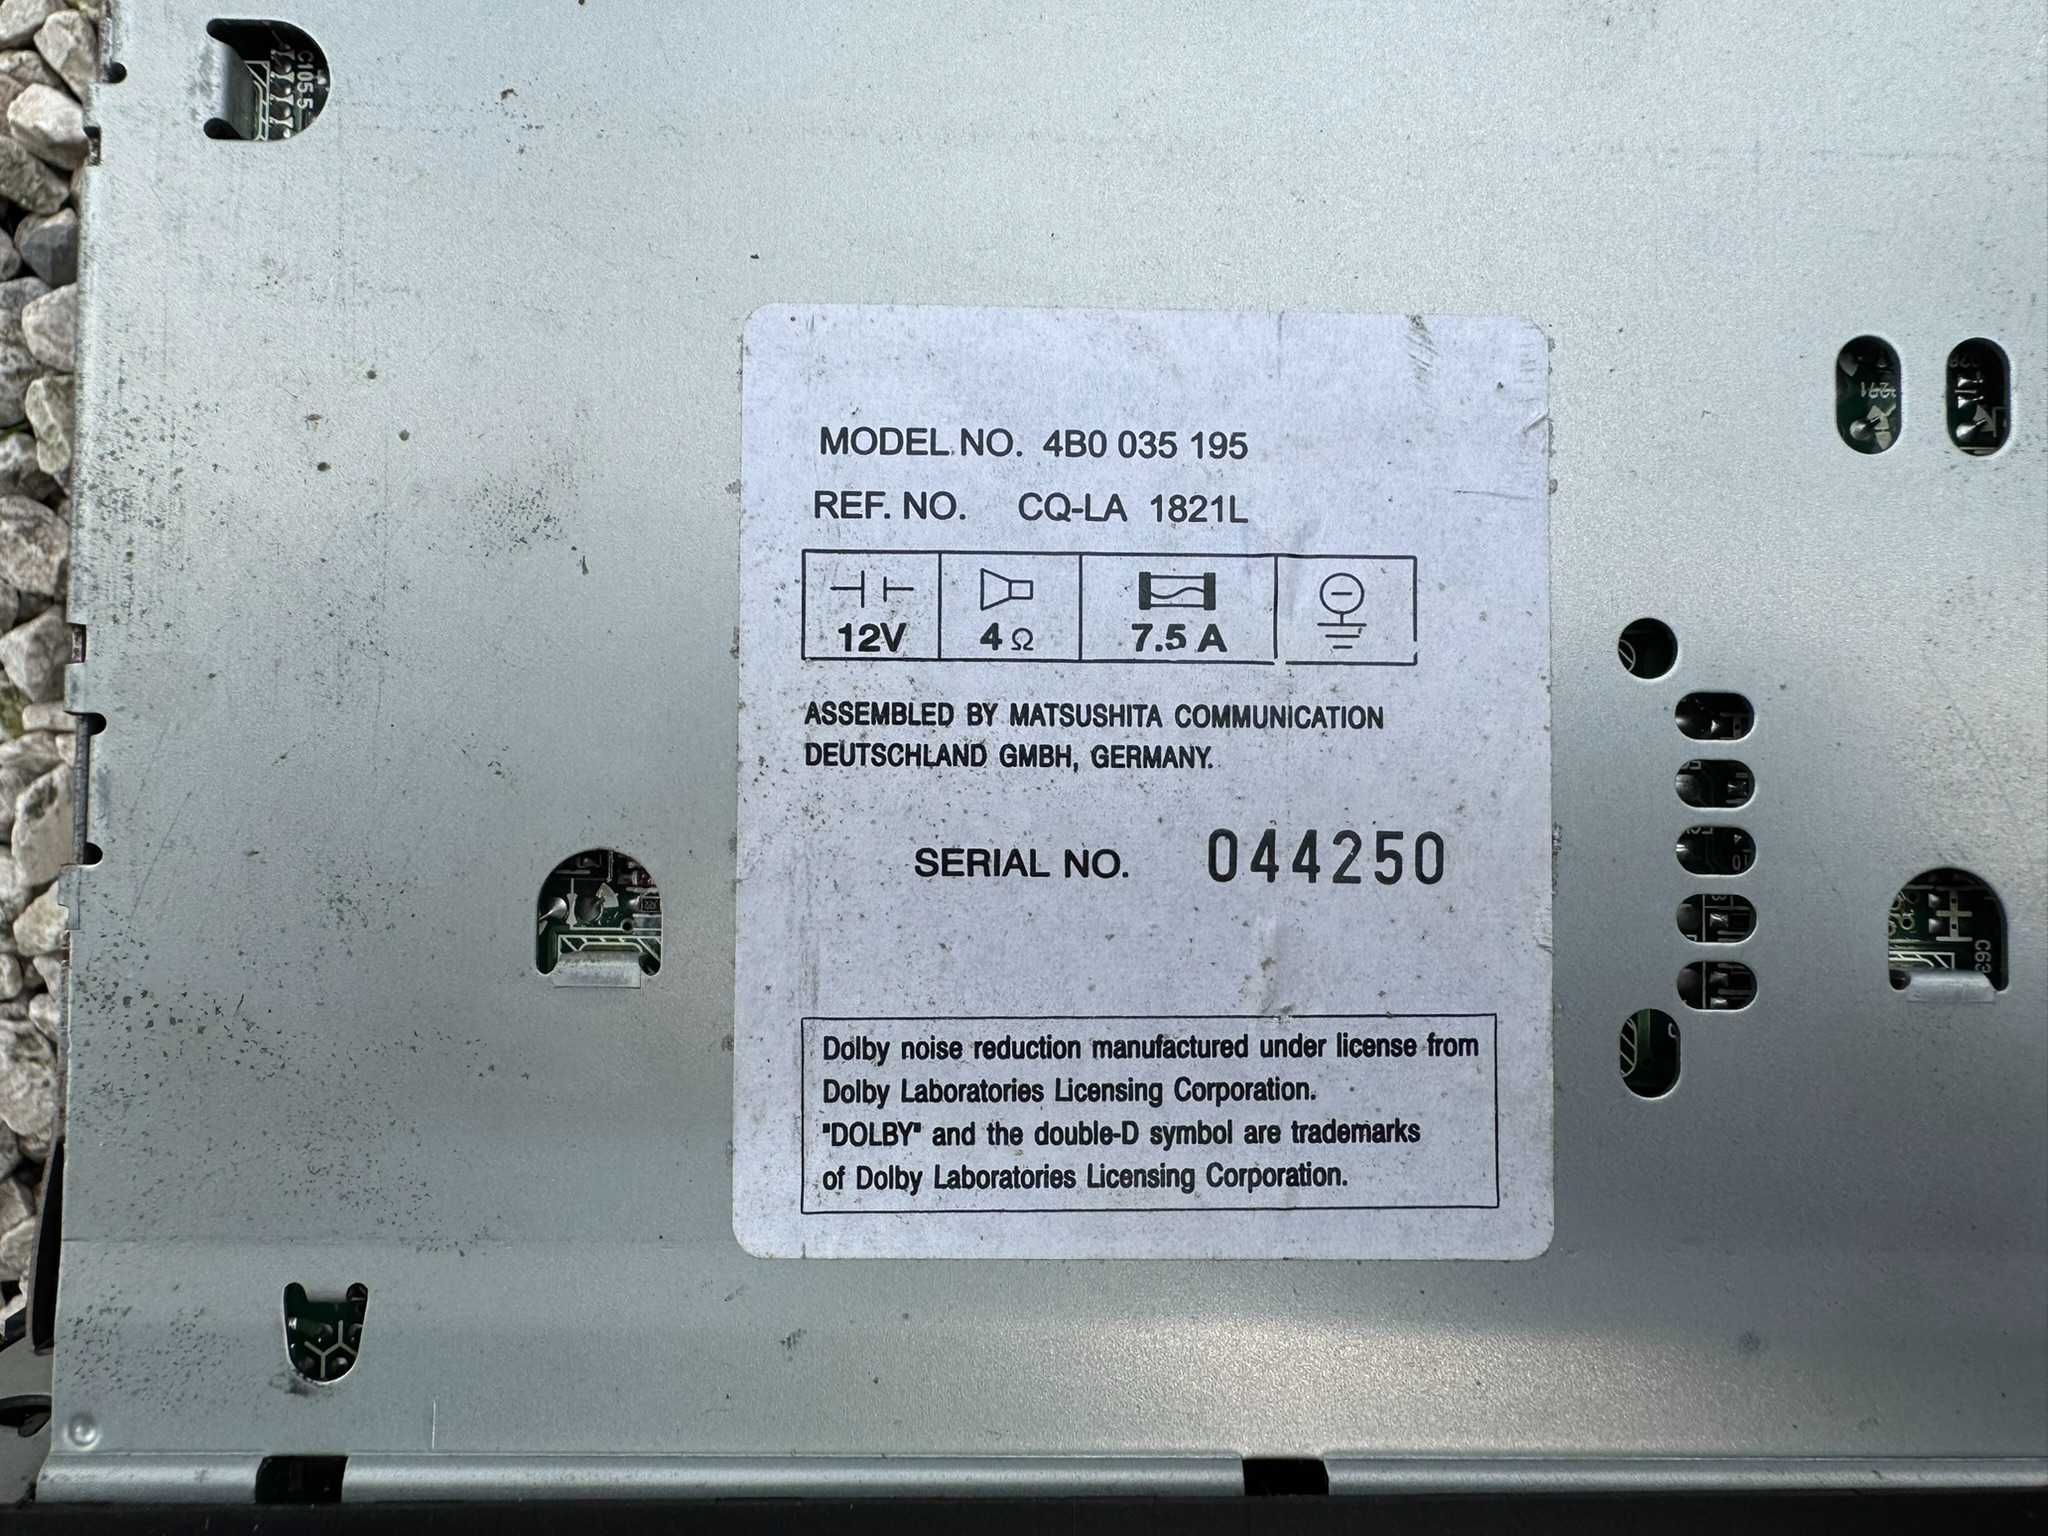 C1055
MODEL NO. 4B0 035 195
REF. NO. CQ-LA 1821L
12V
4 Ω
7.5 A
ASSEMBLED BY MATSUSHITA COMMUNICATION
DEUTSCHLAND GMBH, GERMANY.
SERIAL NO. 044250
Dolby noise reduction manufactured under license from
Dolby Laboratories Licensing Corporation.
"DOLBY" and the double-D symbol are trademarks
of Dolby Laboratories Licensing Corporation.